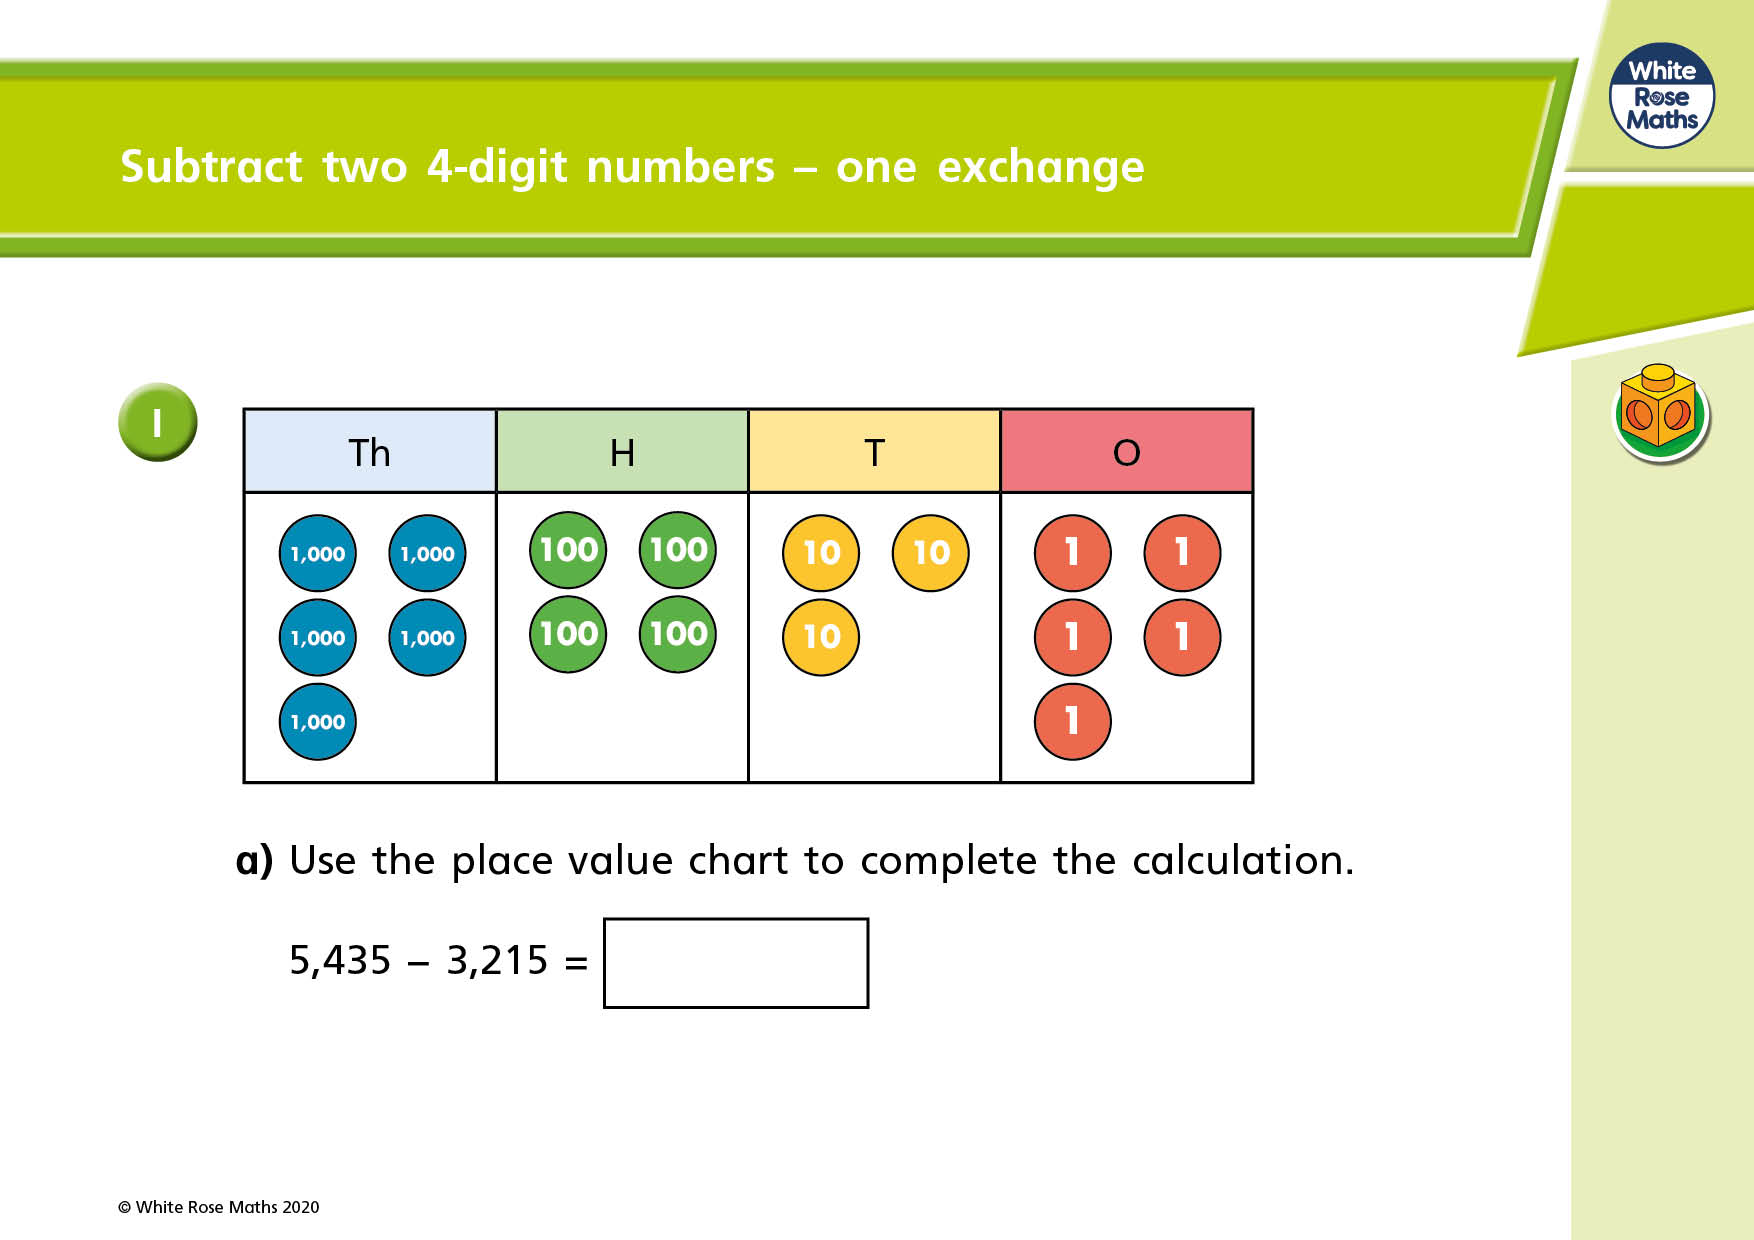 White
Rose
Maths
Subtract two 4-digit numbers – one exchange
1
Th H T O
1,000 1,000 100 100 10 10 1 1
1,000 1,000 100 100 10 1 1
1,000 1
a) Use the place value chart to complete the calculation.
5,435 – 3,215 =
© White Rose Maths 2020